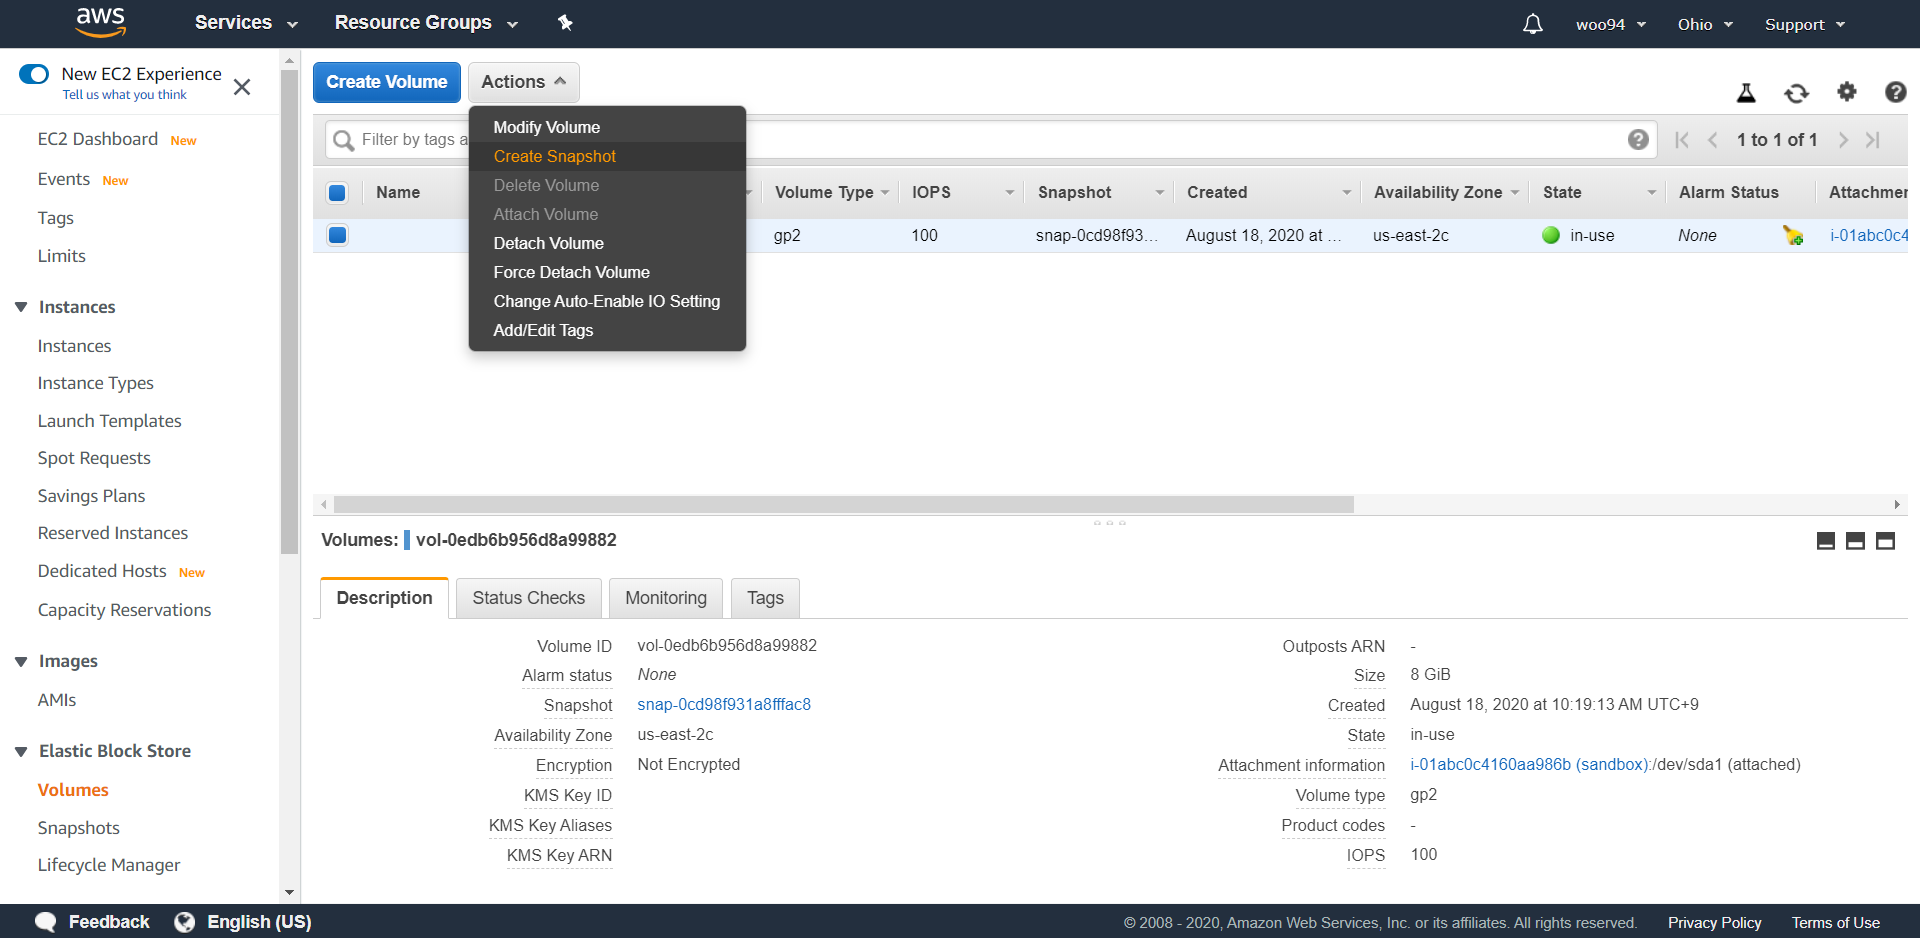 aws Services Resource Groups woo94 Ohio Support
New EC2 Experience
Tell us what you think
EC2 Dashboard New
Events New
Tags
Limits
Instances
Instances
Instance Types
Launch Templates
Spot Requests
Savings Plans
Reserved Instances
Dedicated Hosts New
Capacity Reservations
Images
AMIs
Elastic Block Store
Volumes
Snapshots
Lifecycle Manager
Create Volume Actions
Modify Volume
Create Snapshot
Delete Volume
Attach Volume
Detach Volume
Force Detach Volume
Change Auto-Enable IO Setting
Add/Edit Tags
Filter by tags a 1 to 1 of 1
Name Volume Type IOPS Snapshot Created Availability Zone State Alarm Status Attachmer
gp2 100 snap-0cd98f93... August 18, 2020 at ... us-east-2c in-use None i-01abc0c4
Volumes: vol-0edb6b956d8a99882
Description Status Checks Monitoring Tags
Volume ID vol-0edb6b956d8a99882
Alarm status None
Snapshot snap-0cd98f931a8fffac8
Availability Zone us-east-2c
Encryption Not Encrypted
KMS Key ID
KMS Key Aliases
KMS Key ARN
Outposts ARN -
Size 8 GiB
Created August 18, 2020 at 10:19:13 AM UTC+9
State in-use
Attachment information i-01abc0c4160aa986b (sandbox):/dev/sda1 (attached)
Volume type gp2
Product codes -
IOPS 100
Feedback English (US) © 2008 - 2020, Amazon Web Services, Inc. or its affiliates. All rights reserved. Privacy Policy Terms of Use